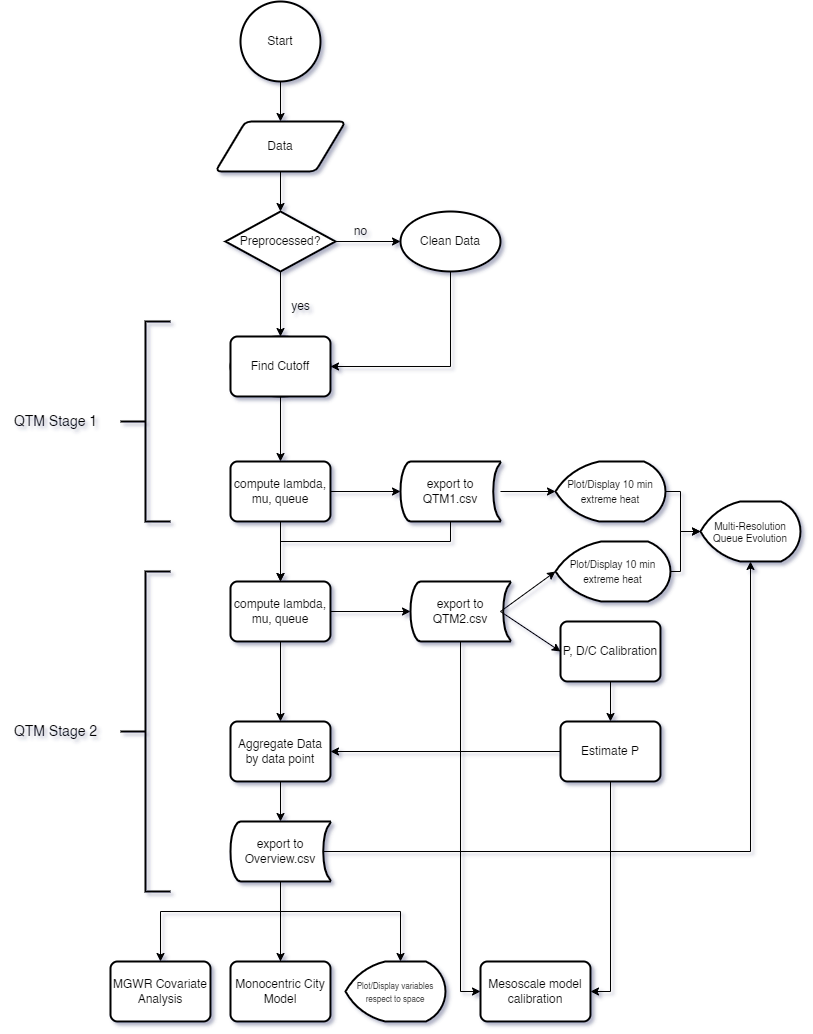 Start
Data
Preprocessed?
no
Clean Data
yes
Find Cutoff
QTM Stage 1
compute lambda,
mu, queue
export to
QTM1.csv
Plot/Display 10 min
extreme heat
Multi-Resolution
Queue Evolution
Plot/Display 10 min
extreme heat
compute lambda,
mu, queue
export to
QTM2.csv
P, D/C Calibration
QTM Stage 2
Aggregate Data
by data point
Estimate P
export to
Overview.csv
MGWR Covariate
Analysis
Monocentric City
Model
Plot/Display variables
respect to space
Mesoscale model
calibration